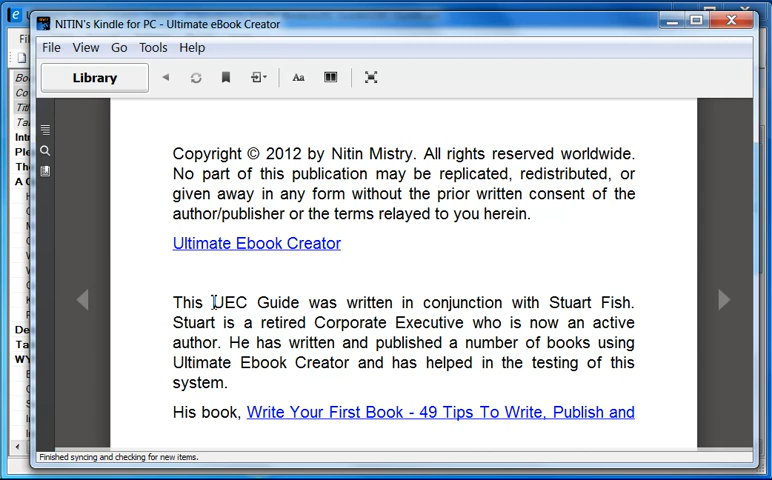 NITIN's Kindle for PC - Ultimate eBook Creator
File View Go Tools Help
Library
Aa
Copyright © 2012 by Nitin Mistry. All rights reserved worldwide.
No part of this publication may be replicated, redistributed, or
given away in any form without the prior written consent of the
author/publisher or the terms relayed to you herein.
Ultimate Ebook Creator
This UEC Guide was written in conjunction with Stuart Fish.
Stuart is a retired Corporate Executive who is now an active
author. He has written and published a number of books using
Ultimate Ebook Creator and has helped in the testing of this
system.
His book, Write Your First Book - 49 Tips To Write, Publish and
Finished syncing and checking for new items.